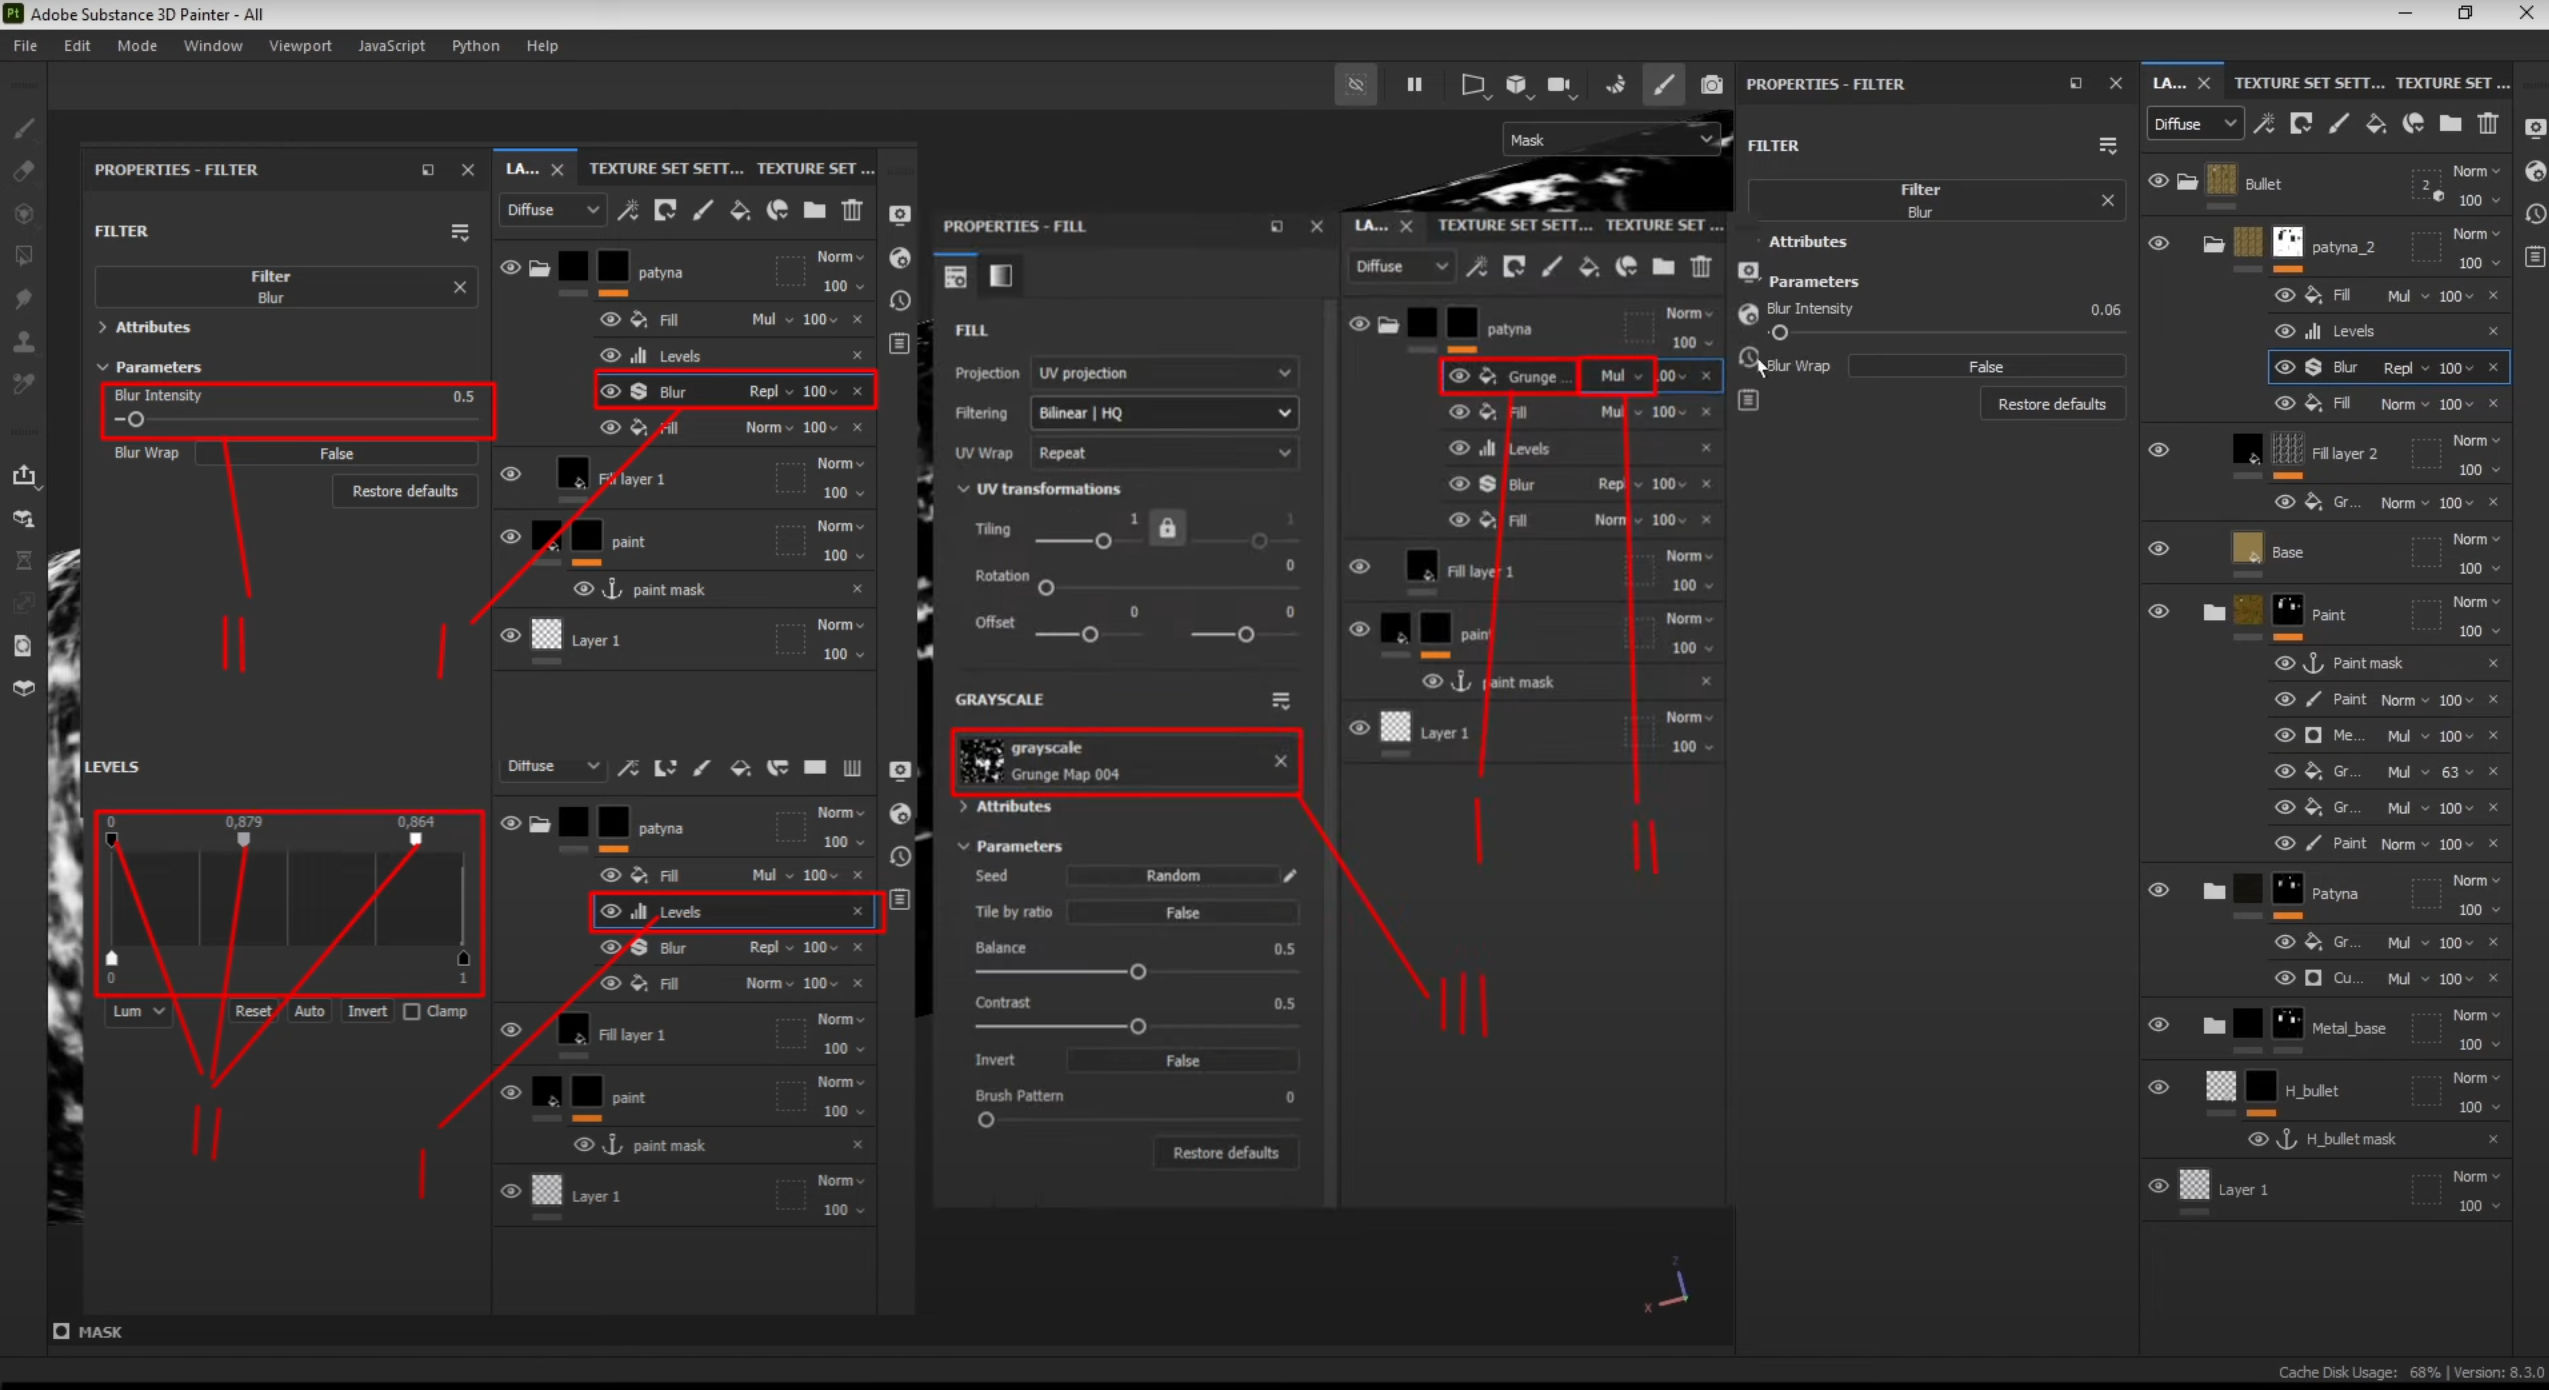 Pt Adobe Substance 3D Painter - All
File Edit Mode Window Viewport JavaScript Python Help
Mask
PROPERTIES - FILTER
FILTER
Filter
Blur
Attributes
Parameters
Blur Intensity 0.5
Blur Wrap False
Restore defaults
LA... TEXTURE SET SETT... TEXTURE SET ...
Diffuse
patyna Norm
100
Fill Mul 100
Levels
Blur Repl 100
Fill Norm 100
Fill layer 1 Norm
100
paint Norm
100
paint mask
Layer 1 Norm
100
LEVELS
0 0,879 0,864
0 1
Lum Reset Auto Invert Clamp
Diffuse
patyna Norm
100
Fill Mul 100
Levels
Blur Repl 100
Fill Norm 100
Fill layer 1 Norm
100
paint Norm
100
paint mask
Layer 1 Norm
100
MASK
PROPERTIES - FILL
FILL
Projection UV projection
Filtering Bilinear | HQ
UV Wrap Repeat
UV transformations
Tiling 1 1
Rotation 0
Offset 0 0
GRAYSCALE
grayscale
Grunge Map 004
Attributes
Parameters
Seed Random
Tile by ratio False
Balance 0.5
Contrast 0.5
Invert False
Brush Pattern 0
Restore defaults
LA... TEXTURE SET SETT... TEXTURE SET ...
Diffuse
patyna Norm
100
Grunge ... Mul 100
Fill Mul 100
Levels
Blur Repl 100
Fill Norm 100
Fill layer 1 Norm
100
paint Norm
100
paint mask
Layer 1 Norm
100
Z
X
PROPERTIES - FILTER
FILTER
Filter
Blur
Attributes
Parameters
Blur Intensity 0.06
Blur Wrap False
Restore defaults
LA... TEXTURE SET SETT... TEXTURE SET ...
Diffuse
Bullet 2 Norm
100
patyna_2 Norm
100
Fill Mul 100
Levels
Blur Repl 100
Fill Norm 100
Fill layer 2 Norm
100
Gr... Norm 100
Base Norm
100
Paint Norm
100
Paint mask
Paint Norm 100
Me... Mul 100
Gr... Mul 63
Gr... Mul 100
Paint Norm 100
Patyna Norm
100
Gr... Mul 100
Cu... Mul 100
Metal_base Norm
100
H_bullet Norm
100
H_bullet mask
Layer 1 Norm
100
Cache Disk Usage: 68% | Version: 8.3.0